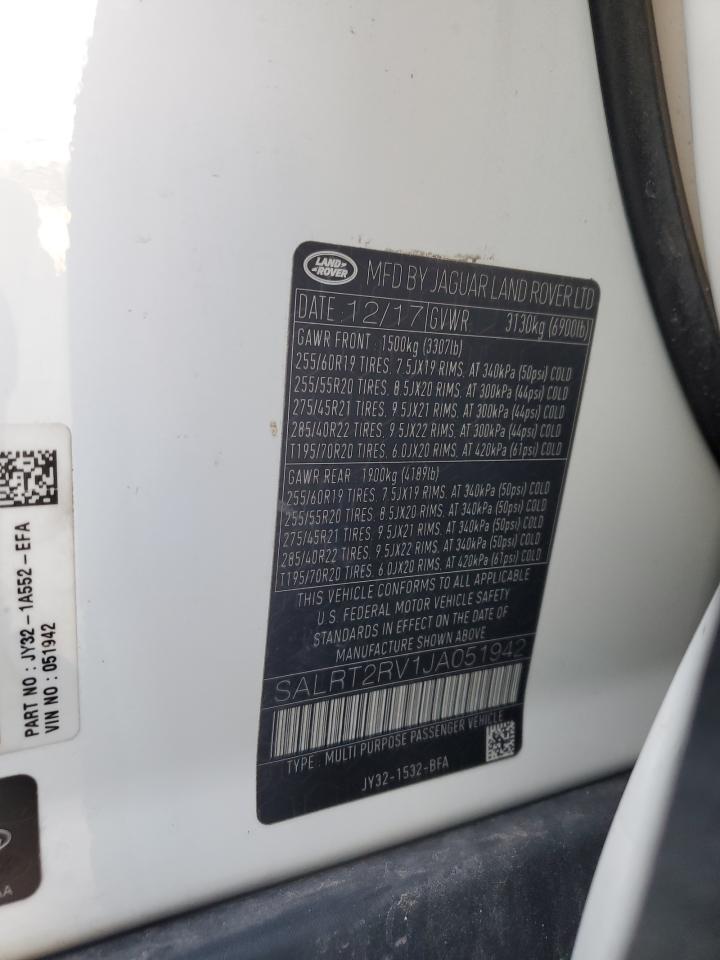 LAND ROVER
MFD BY JAGUAR LAND ROVER LTD
DATE: 12/17 GVWR 3130kg (6900lb)
GAWR FRONT: 1500kg (3307lb)
255/60R19 TIRES, 7.5JX19 RIMS, AT 340kPa (50psi) COLD
255/55R20 TIRES, 8.5JX20 RIMS, AT 300kPa (44psi) COLD
275/45R21 TIRES, 9.5JX21 RIMS, AT 300kPa (44psi) COLD
285/40R22 TIRES, 9.5JX22 RIMS, AT 300kPa (44psi) COLD
T195/70R20 TIRES, 6.0JX20 RIMS, AT 420kPa (61psi) COLD
GAWR REAR: 1900kg (4189lb)
255/60R19 TIRES, 7.5JX19 RIMS, AT 340kPa (50psi) COLD
255/55R20 TIRES, 8.5JX20 RIMS, AT 340kPa (50psi) COLD
275/45R21 TIRES, 9.5JX21 RIMS, AT 340kPa (50psi) COLD
285/40R22 TIRES, 9.5JX22 RIMS, AT 340kPa (50psi) COLD
T195/70R20 TIRES, 6.0JX20 RIMS, AT 420kPa (61psi) COLD
THIS VEHICLE CONFORMS TO ALL APPLICABLE
U.S. FEDERAL MOTOR VEHICLE SAFETY
STANDARDS IN EFFECT ON THE DATE OF
MANUFACTURE SHOWN ABOVE.
SALRT2RV1JA051942
TYPE: MULTI PURPOSE PASSENGER VEHICLE
JY32-1532-BFA
PART NO : JY32-1A552-EFA
VIN NO : 051942